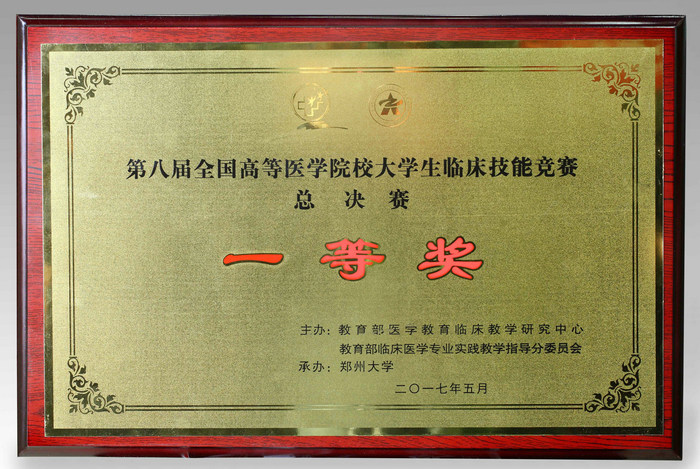 第八届全国高等医学院校大学生临床技能竞赛
总决赛
一等奖
主办：教育部医学教育临床教学研究中心
教育部临床医学专业实践教学指导分委员会
承办：郑州大学
二〇一七年五月